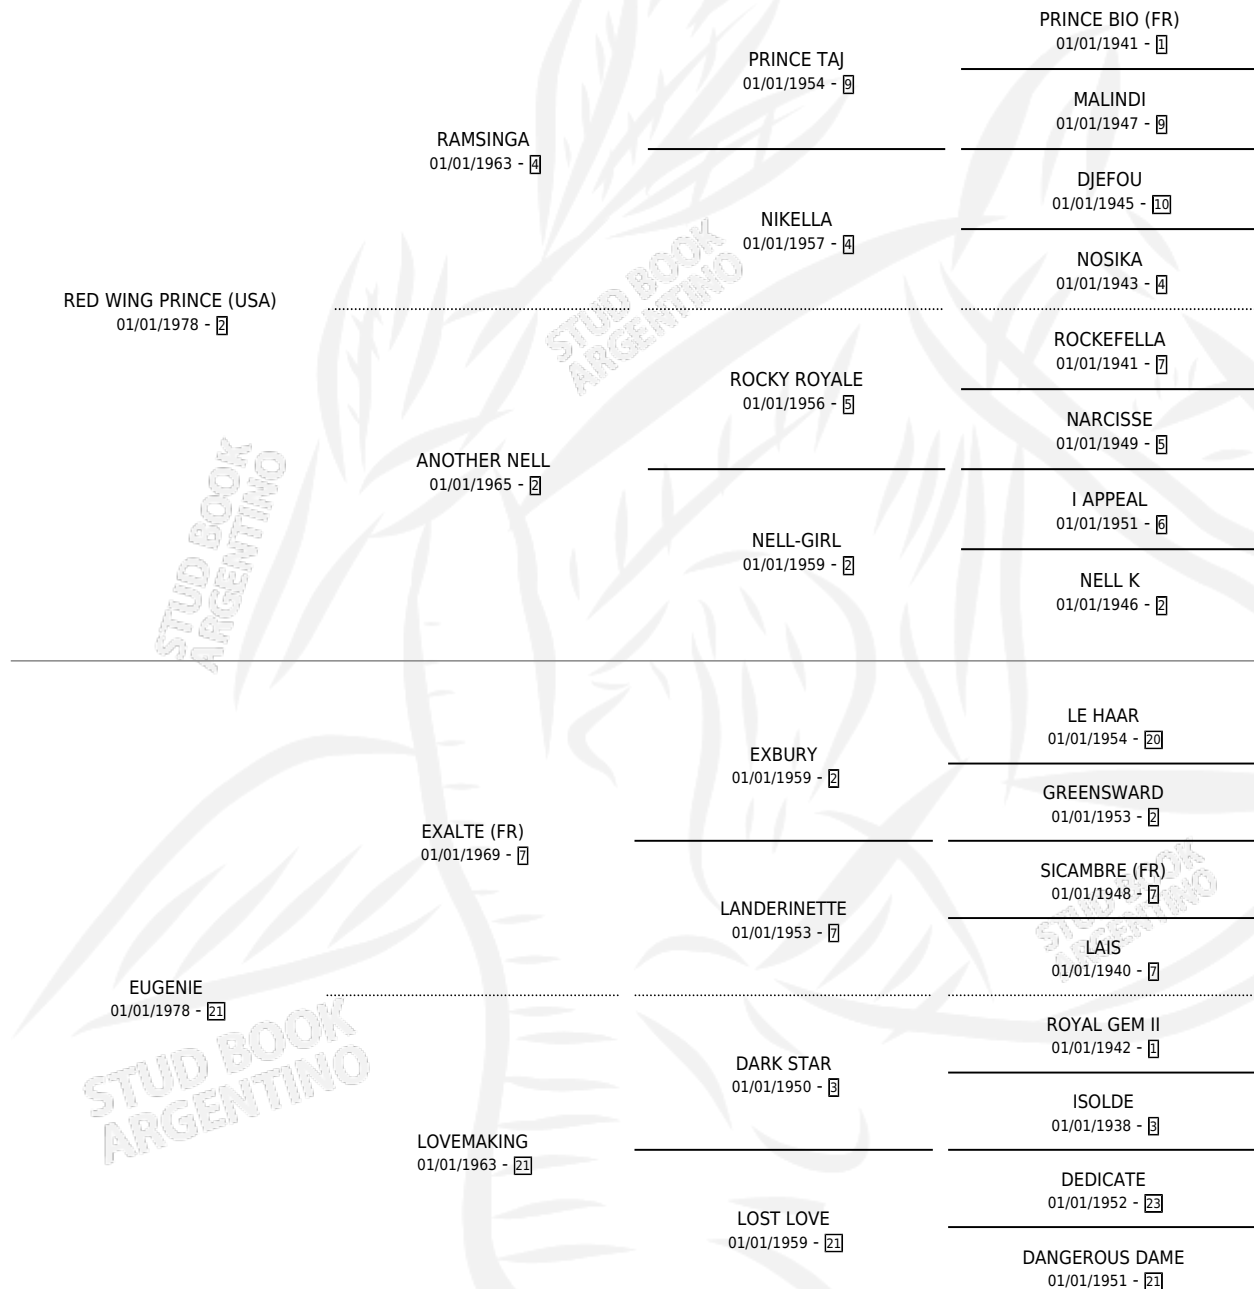 PRINCE BIO (FR)
01/01/1941 - 1
PRINCE TAJ
01/01/1954 - 9
MALINDI
01/01/1947 - 9
RAMSINGA
01/01/1963 - 4
DJEFOU
01/01/1945 - 10
NIKELLA
01/01/1957 - 4
NOSIKA
01/01/1943 - 4
RED WING PRINCE (USA)
01/01/1978 - 2
ROCKEFELLA
01/01/1941 - 7
ROCKY ROYALE
01/01/1956 - 5
NARCISSE
01/01/1949 - 5
ANOTHER NELL
01/01/1965 - 2
I APPEAL
01/01/1951 - 6
NELL-GIRL
01/01/1959 - 2
NELL K
01/01/1946 - 2
LE HAAR
01/01/1954 - 20
EXBURY
01/01/1959 - 2
GREENSWARD
01/01/1953 - 2
EXALTE (FR)
01/01/1969 - 7
SICAMBRE (FR)
01/01/1948 - 7
LANDERINETTE
01/01/1953 - 7
LAIS
01/01/1940 - 7
EUGENIE
01/01/1978 - 21
ROYAL GEM II
01/01/1942 - 1
DARK STAR
01/01/1950 - 3
ISOLDE
01/01/1938 - 3
LOVEMAKING
01/01/1963 - 21
DEDICATE
01/01/1952 - 23
LOST LOVE
01/01/1959 - 21
DANGEROUS DAME
01/01/1951 - 21
STUD BOOK
ARGENTINO
STUD BOOK
ARGENTINO
STUD BOOK
ARGENTINO
STUD BOOK
ARGENTINO